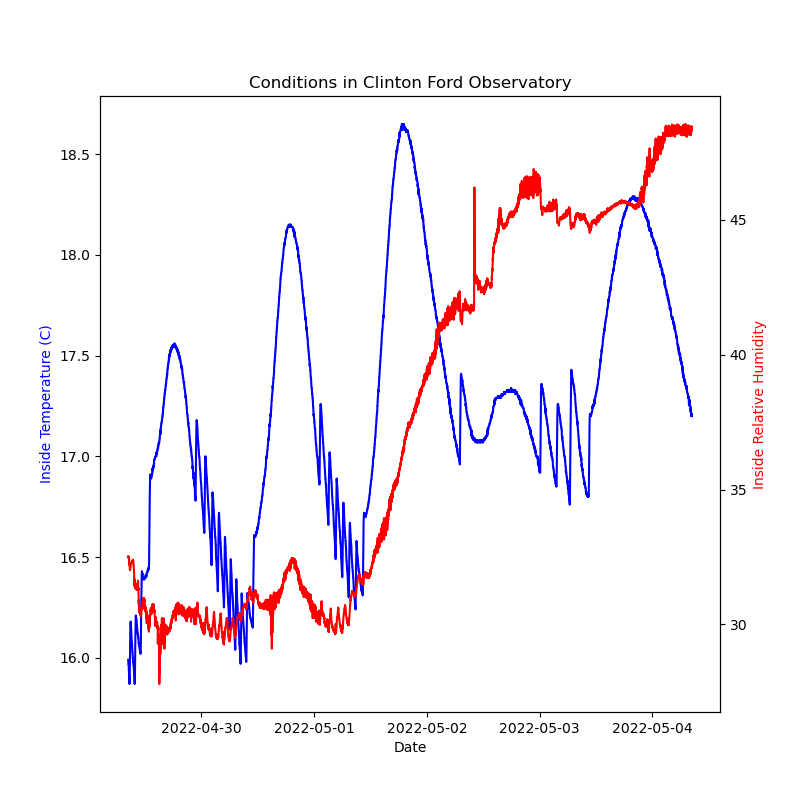 Conditions in Clinton Ford Observatory
Inside Temperature (C)
18.5
18.0
17.5
17.0
16.5
16.0
45
40
35
30
Inside Relative Humidity
2022-04-30 2022-05-01 2022-05-02 2022-05-03 2022-05-04
Date